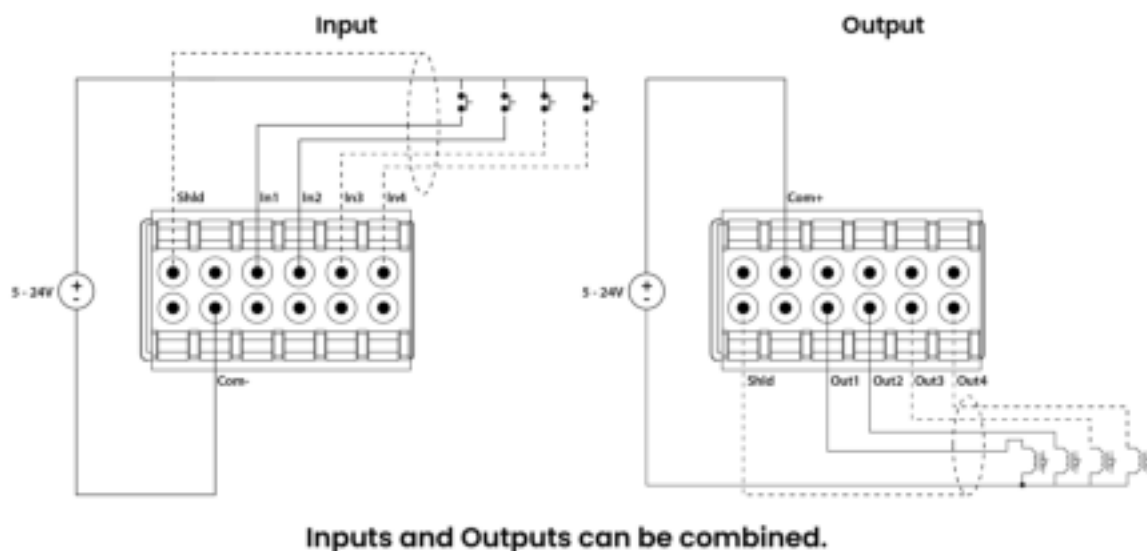 Input
Output
Shld
In1
In2
In3
In4
Com+
5 - 24V
+
-
5 - 24V
+
-
Com-
Shld
Out1
Out2
Out3
Out4
Inputs and Outputs can be combined.